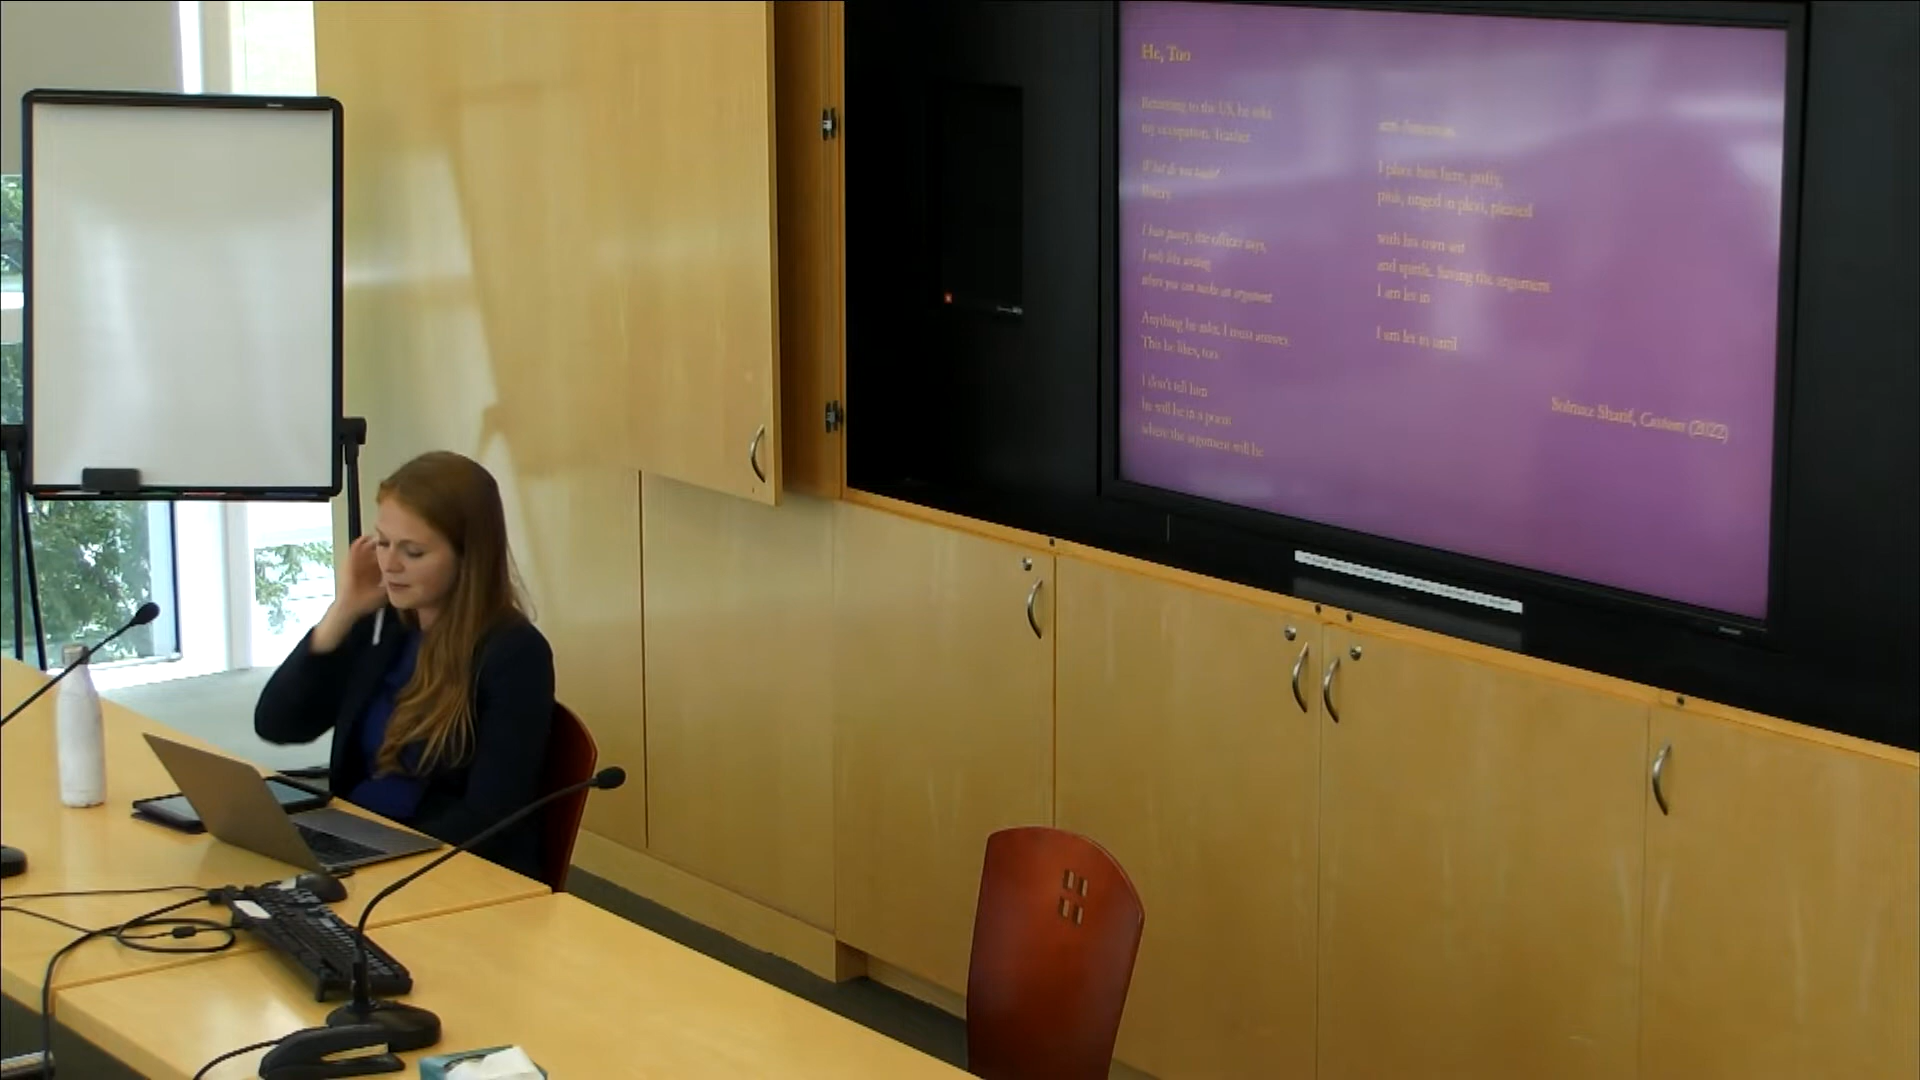 He, Too
Returning to the US, he asks
my occupation. Teacher.
What do you teach?
Poetry.
I hate poetry, the officer says,
I only like writing
where you can make an argument.
Anything he asks, I must answer.
This he likes, too.
I don't tell him
he will be in a poem
where the argument will be
anti-American.
I place him here, puffy,
pink, ringed in plexi, pleased
with his own wit
and spittle. Saving the argument
I am let in
I am let in until
Solmaz Sharif, Customs (2022)